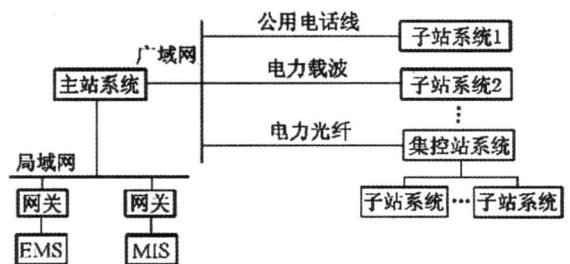 公用电话线
子站系统1
广域网
主站系统
电力载波
子站系统2
⋮
电力光纤
集控站系统
局域网
网关
网关
子站系统
…
子站系统
EMS
MIS